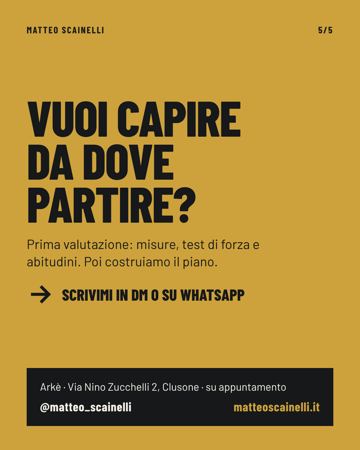 MATTEO SCAINELLI 5/5
VUOI CAPIRE
DA DOVE
PARTIRE?
Prima valutazione: misure, test di forza e
abitudini. Poi costruiamo il piano.
→ SCRIVIMI IN DM O SU WHATSAPP
Arkè · Via Nino Zucchelli 2, Clusone · su appuntamento
@matteo_scainelli matteoscainelli.it